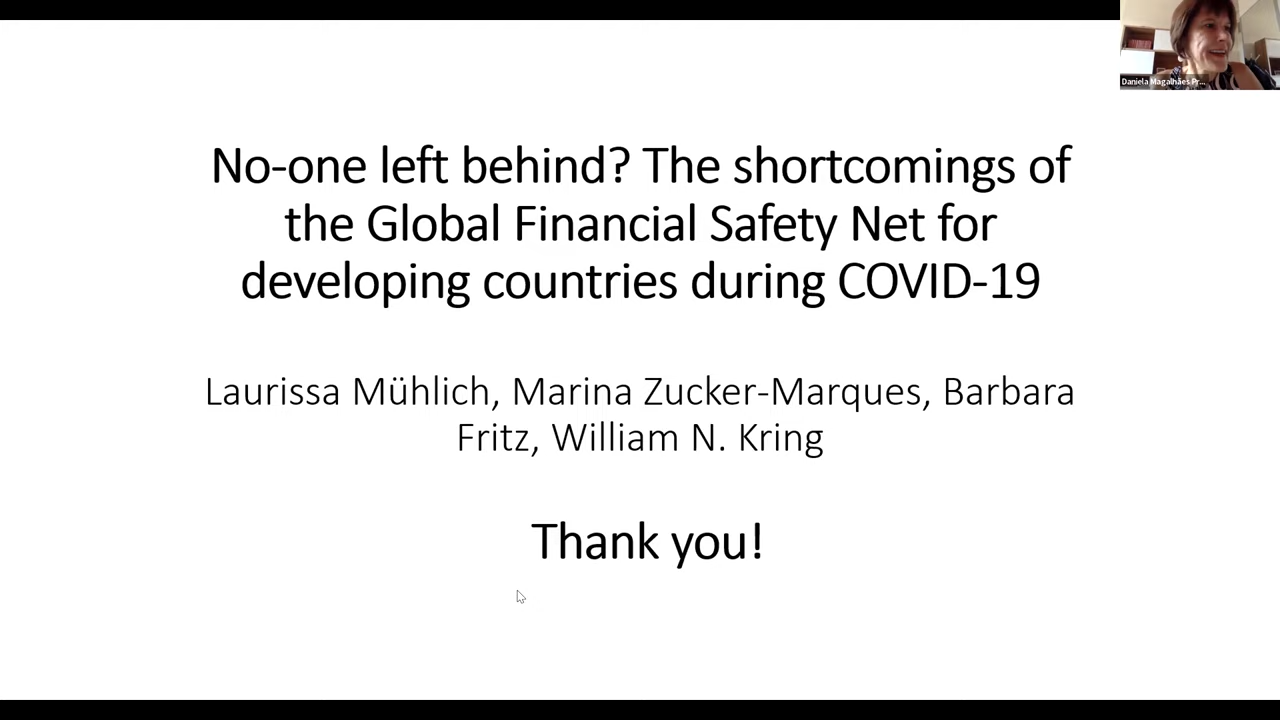 Daniela Magalhães Pr...
No-one left behind? The shortcomings of
the Global Financial Safety Net for
developing countries during COVID-19
Laurissa Mühlich, Marina Zucker-Marques, Barbara
Fritz, William N. Kring
Thank you!